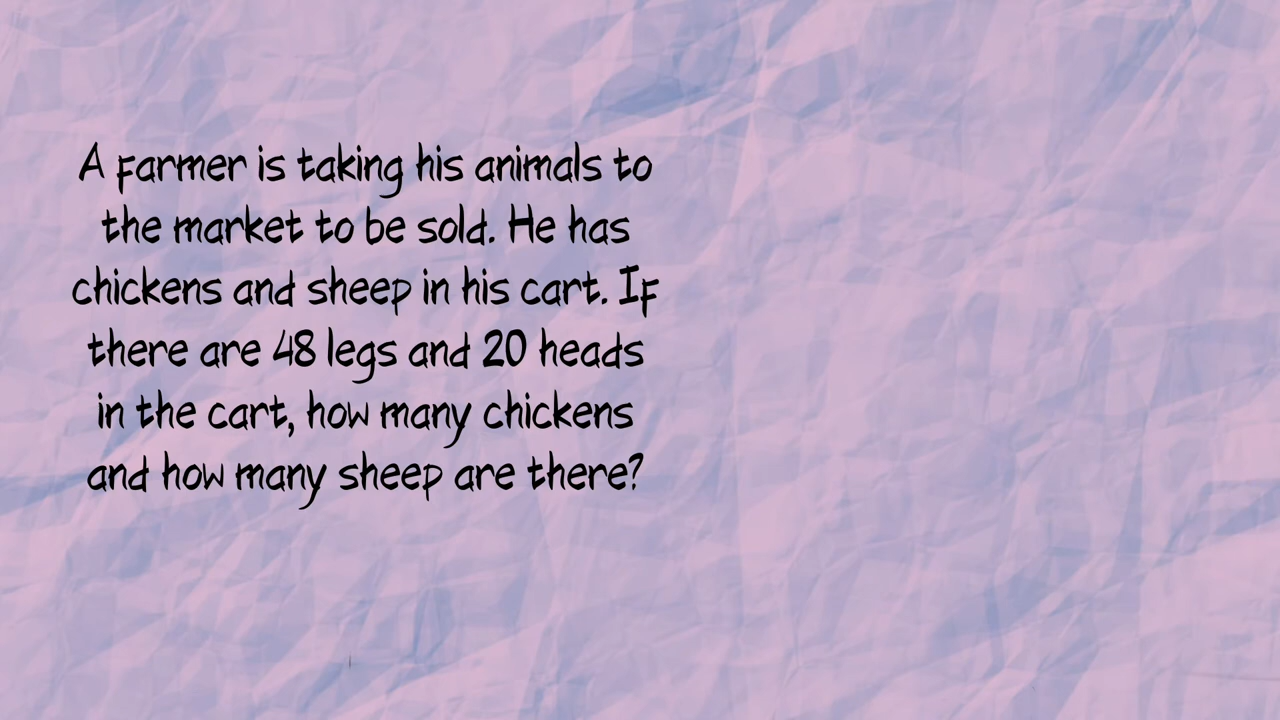 A farmer is taking his animals to
the market to be sold. He has
chickens and sheep in his cart. If
there are 48 legs and 20 heads
in the cart, how many chickens
and how many sheep are there?